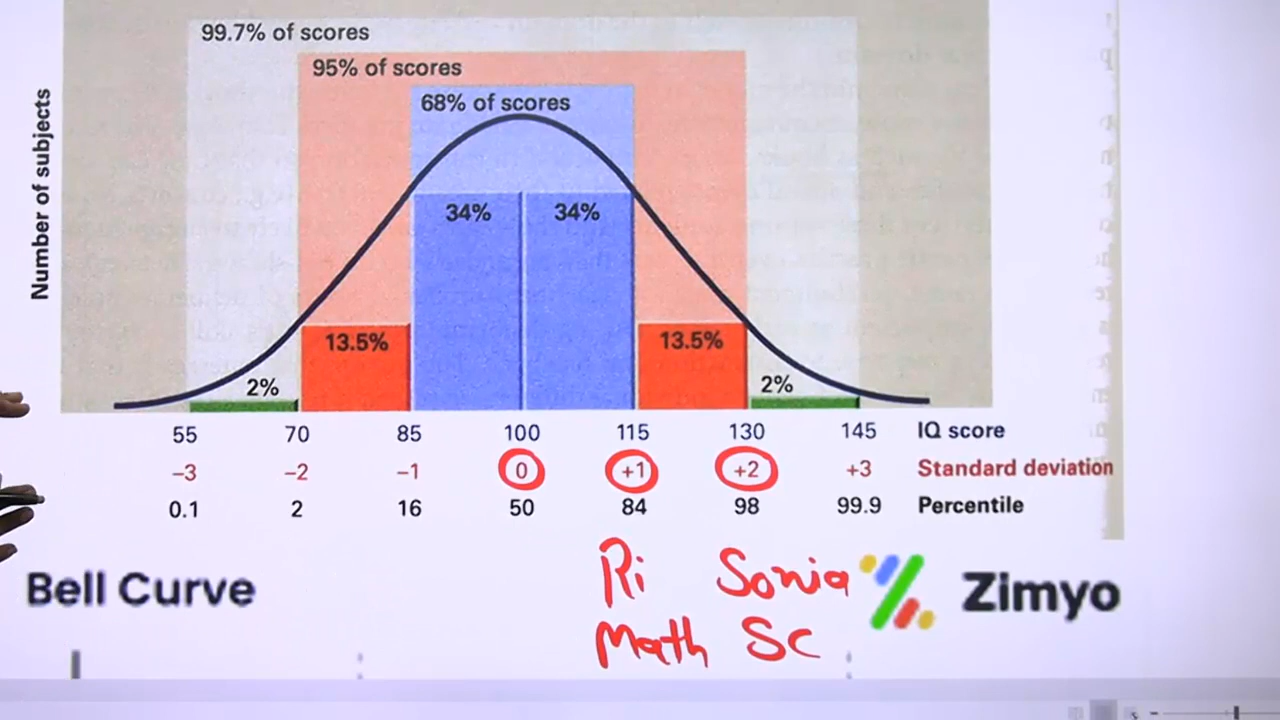 99.7% of scores
95% of scores
68% of scores
Number of subjects
34% 34%
13.5% 13.5%
2% 2%
55 70 85 100 115 130 145 IQ score
–3 –2 –1 0 +1 +2 +3 Standard deviation
0.1 2 16 50 84 98 99.9 Percentile
Ri Sonia
Bell Curve Zimyo
Math SC